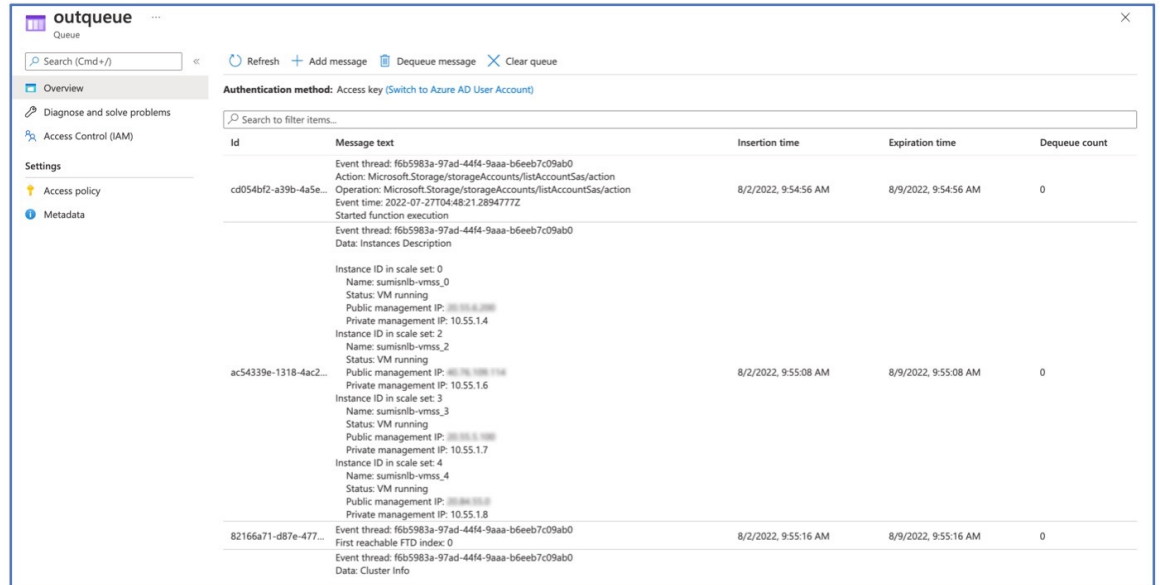 outqueue ...
Queue
Search (Cmd+/)
«
Refresh
Add message
Dequeue message
Clear queue
Overview
Diagnose and solve problems
Access Control (IAM)
Settings
Access policy
Metadata
Authentication method: Access key (Switch to Azure AD User Account)
Search to filter items...
Id Message text Insertion time Expiration time Dequeue count
Event thread: f6b5983a-97ad-44f4-9aaa-b6eeb7c09ab0
Action: Microsoft.Storage/storageAccounts/listAccountSas/action
cd054bf2-a39b-4a5e... Operation: Microsoft.Storage/storageAccounts/listAccountSas/action 8/2/2022, 9:54:56 AM 8/9/2022, 9:54:56 AM 0
Event time: 2022-07-27T04:48:21.2894777Z
Started function execution
Event thread: f6b5983a-97ad-44f4-9aaa-b6eeb7c09ab0
Data: Instances Description
Instance ID in scale set: 0
Name: sumisnlb-vmss_0
Status: VM running
Public management IP:
Private management IP: 10.55.1.4
Instance ID in scale set: 2
Name: sumisnlb-vmss_2
Status: VM running
ac54339e-1318-4ac2... Public management IP: 8/2/2022, 9:55:08 AM 8/9/2022, 9:55:08 AM 0
Private management IP: 10.55.1.6
Instance ID in scale set: 3
Name: sumisnlb-vmss_3
Status: VM running
Public management IP:
Private management IP: 10.55.1.7
Instance ID in scale set: 4
Name: sumisnlb-vmss_4
Status: VM running
Public management IP:
Private management IP: 10.55.1.8
Event thread: f6b5983a-97ad-44f4-9aaa-b6eeb7c09ab0
82166a71-d87e-477... First reachable FTD index: 0 8/2/2022, 9:55:16 AM 8/9/2022, 9:55:16 AM 0
Event thread: f6b5983a-97ad-44f4-9aaa-b6eeb7c09ab0
Data: Cluster Info